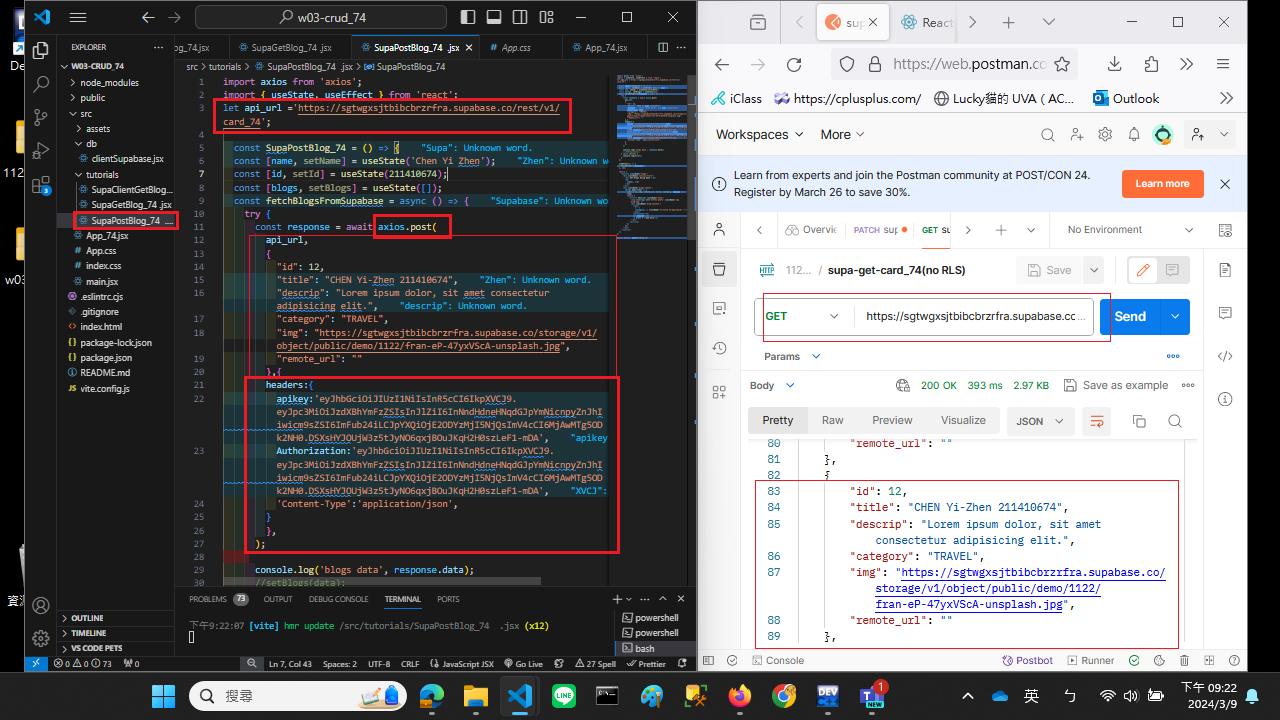 w03-crud_74
EXPLORER
W03-CRUD_74
node_modules
public
src
assets
db
clientSupabase.jsx
tutorials
SupaClientGetBlog...
SupaGetBlog_74 .jsx
SupaPostBlog_74 ....
App_74.jsx
App.css
index.css
main.jsx
.eslintrc.cjs
.gitignore
index.html
package-lock.json
package.json
README.md
vite.config.js
OUTLINE
TIMELINE
VS CODE PETS
og_74.jsx
SupaGetBlog_74 .jsx
SupaPostBlog_74 .jsx
App.css
App_74.jsx
src > tutorials > SupaPostBlog_74 .jsx > SupaPostBlog_74
1 import axios from 'axios';
2 import { useState, useEffect } from 'react';
3 let api_url ='https://sgtwgxsjtbibcbrzrfra.supabase.co/rest/v1/
card_74';
4
5 const SupaPostBlog_74 = () => { "Supa": Unknown word.
6 const [name, setName] = useState('Chen Yi Zhen'); "Zhen": Unknown wo
7 const [id, setId] = useState(211410674);
8 const [blogs, setBlogs] = useState([]);
9 const fetchBlogsFromSupabase = async () => { "Supabase": Unknown wo
10 try {
11 const response = await axios.post(
12 api_url,
13 {
14 "id": 12,
15 "title": "CHEN Yi-Zhen 211410674", "Zhen": Unknown word.
16 "descrip": "Lorem ipsum dolor, sit amet consectetur
adipisicing elit.", "descrip": Unknown word.
17 "category": "TRAVEL",
18 "img": "https://sgtwgxsjtbibcbrzrfra.supabase.co/storage/v1/
object/public/demo/1122/fran-eP-47yxVScA-unsplash.jpg",
19 "remote_url": ""
20 },{
21 headers:{
22 apikey:'eyJhbGciOiJIUzI1NiIsInR5cCI6IkpXVCJ9.
23 Authorization:'eyJhbGciOiJIUzI1NiIsInR5cCI6IkpXVCJ9.
24 'Content-Type':'application/json',
25 }
26 },
27 );
28
29 console.log('blogs data', response.data);
30 //setBlogs(data);
PROBLEMS 73 OUTPUT DEBUG CONSOLE TERMINAL PORTS
下午9:22:07 [vite] hmr update /src/tutorials/SupaPostBlog_74 .jsx (x12)
powershell
powershell
bash
0 0 73 0 Ln 7, Col 43 Spaces: 2 UTF-8 CRLF JavaScript JSX Go Live 27 Spell Prettier
sup
React
https://web.postman.co
iClass
https://cplusplus.com/
Lucky貓的 UVA ( AC...
Outlook
Workspaces
More
Learn from experts and join the Postman community at POST/CON 24.
Register by March 26 to save 30%.
Learn more
Overvie
PATCH sup
GET su
No Environment
HTTP 112... / supa-get-card_74(no RLS)
Save
GET
https://sgtwgxsjtbibcbrzrfra.supabase.cc...
Send
Params
Body
200 OK 393 ms 2.97 KB Save as example
Pretty Raw Preview Visualize JSON
80 "remote_url": ""
81 },
82 {
83 "id": 12,
84 "title": "CHEN Yi-Zhen 211410674",
85 "descrip": "Lorem ipsum dolor, sit amet
consectetur adipisicing elit.",
86 "category": "TRAVEL",
87 "img": "https://sgtwgxsjtbibcbrzrfra.supabase.co/
storage/v1/object/public/demo/1122/
fran-eP-47yxVScA-unsplash.jpg",
88 "remote_url": ""
89 },
Console
Postbot
Runner
搜尋
英
下午 09:22
2024/3/9